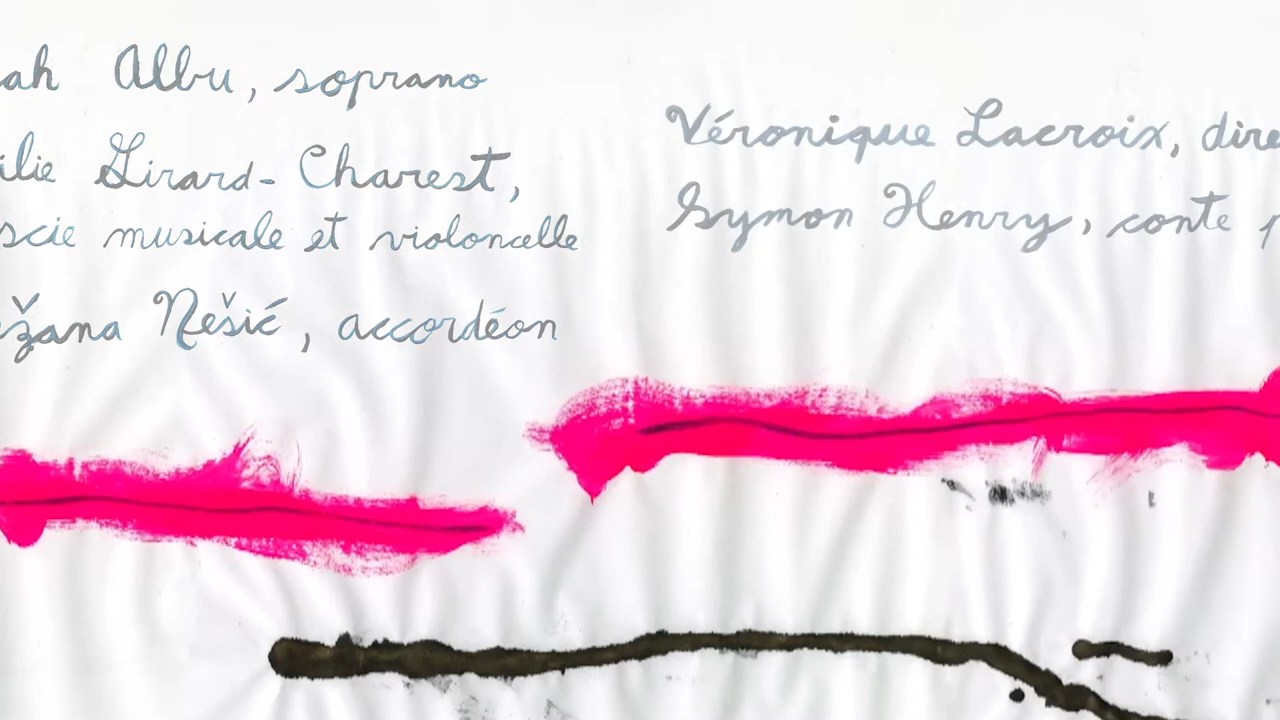 ah Albu, soprano
ilie Girard-Charest,
scie musicale et violoncelle
žana Nešić, accordéon
Véronique Lacroix, dire
Symon Henry, conte p